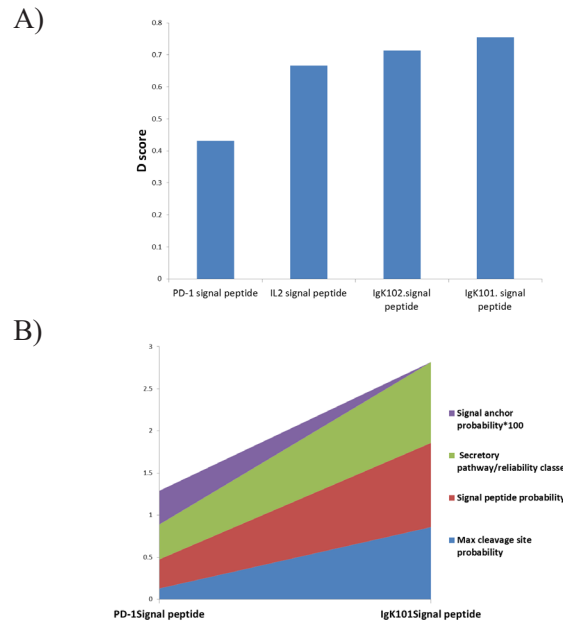 A)
D score
0.8
0.7
0.6
0.5
0.4
0.3
0.2
0.1
0
PD-1 signal peptide
IL2 signal peptide
IgK102.signal
peptide
IgK101. signal
peptide
B)
3
2.5
2
1.5
1
0.5
0
PD-1Signal peptide
IgK101Signal peptide
Signal anchor
probability*100
Secretory
pathway/reliability classe
Signal peptide probability
Max cleavage site
probability